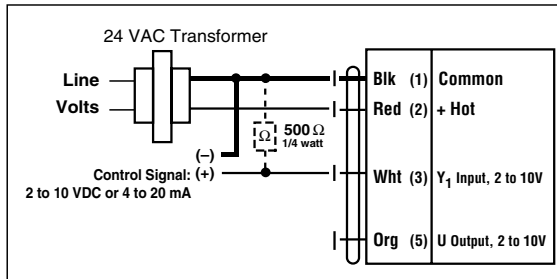 24 VAC Transformer
Line
Volts
Blk (1) Common
Red (2) + Hot
Ω 500 Ω
1/4 watt
(–)
Control Signal: (+)
2 to 10 VDC or 4 to 20 mA
Wht (3) Y1 Input, 2 to 10V
Org (5) U Output, 2 to 10V